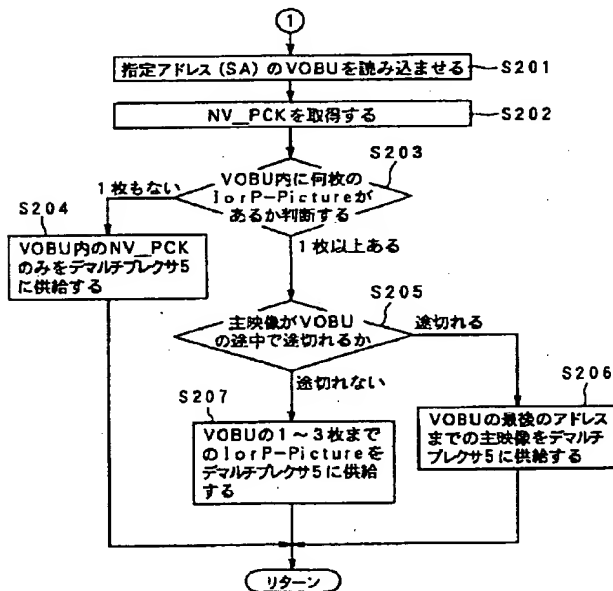 1
指定アドレス(SA)のVOBUを読み込ませる
S201
NV_PCKを取得する
S202
S203
VOBU内に何枚の
IorP-Pictureが
あるか判断する
1枚もない
S204
VOBU内のNV_PCK
のみをデマルチプレクサ5
に供給する
1枚以上ある
S205
主映像がVOBU
の途中で途切れるか
途切れる
途切れない
S206
VOBUの最後のアドレス
までの主映像をデマルチ
プレクサ5に供給する
S207
VOBUの1~3枚まで
のIorP-Pictureを
デマルチプレクサ5に供給
する
リターン